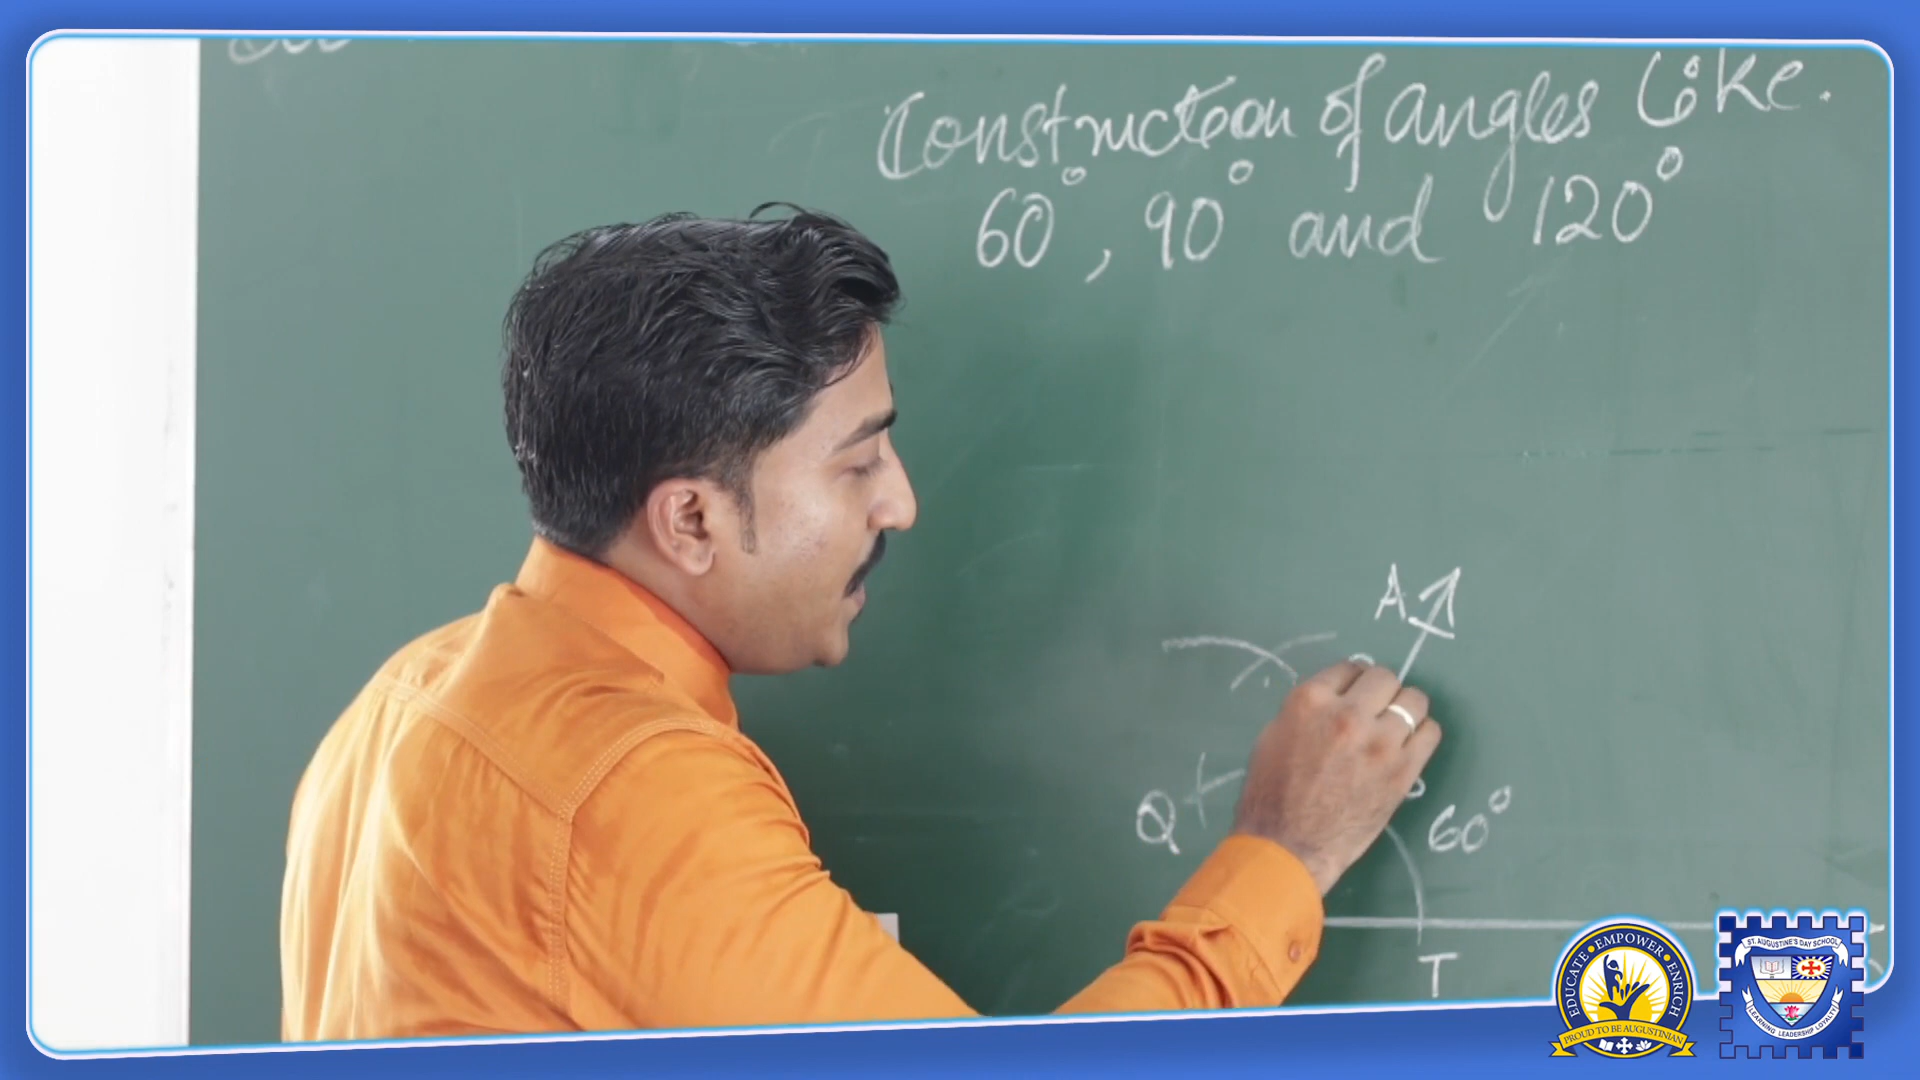 Construction of angles Like.
60°, 90° and 120°
A
Q
60°
T
EDUCATE • EMPOWER • ENRICH
PROUD TO BE AUGUSTINIAN
ST. AUGUSTINE'S DAY SCHOOL
LEARNING LEADERSHIP LOYALTY